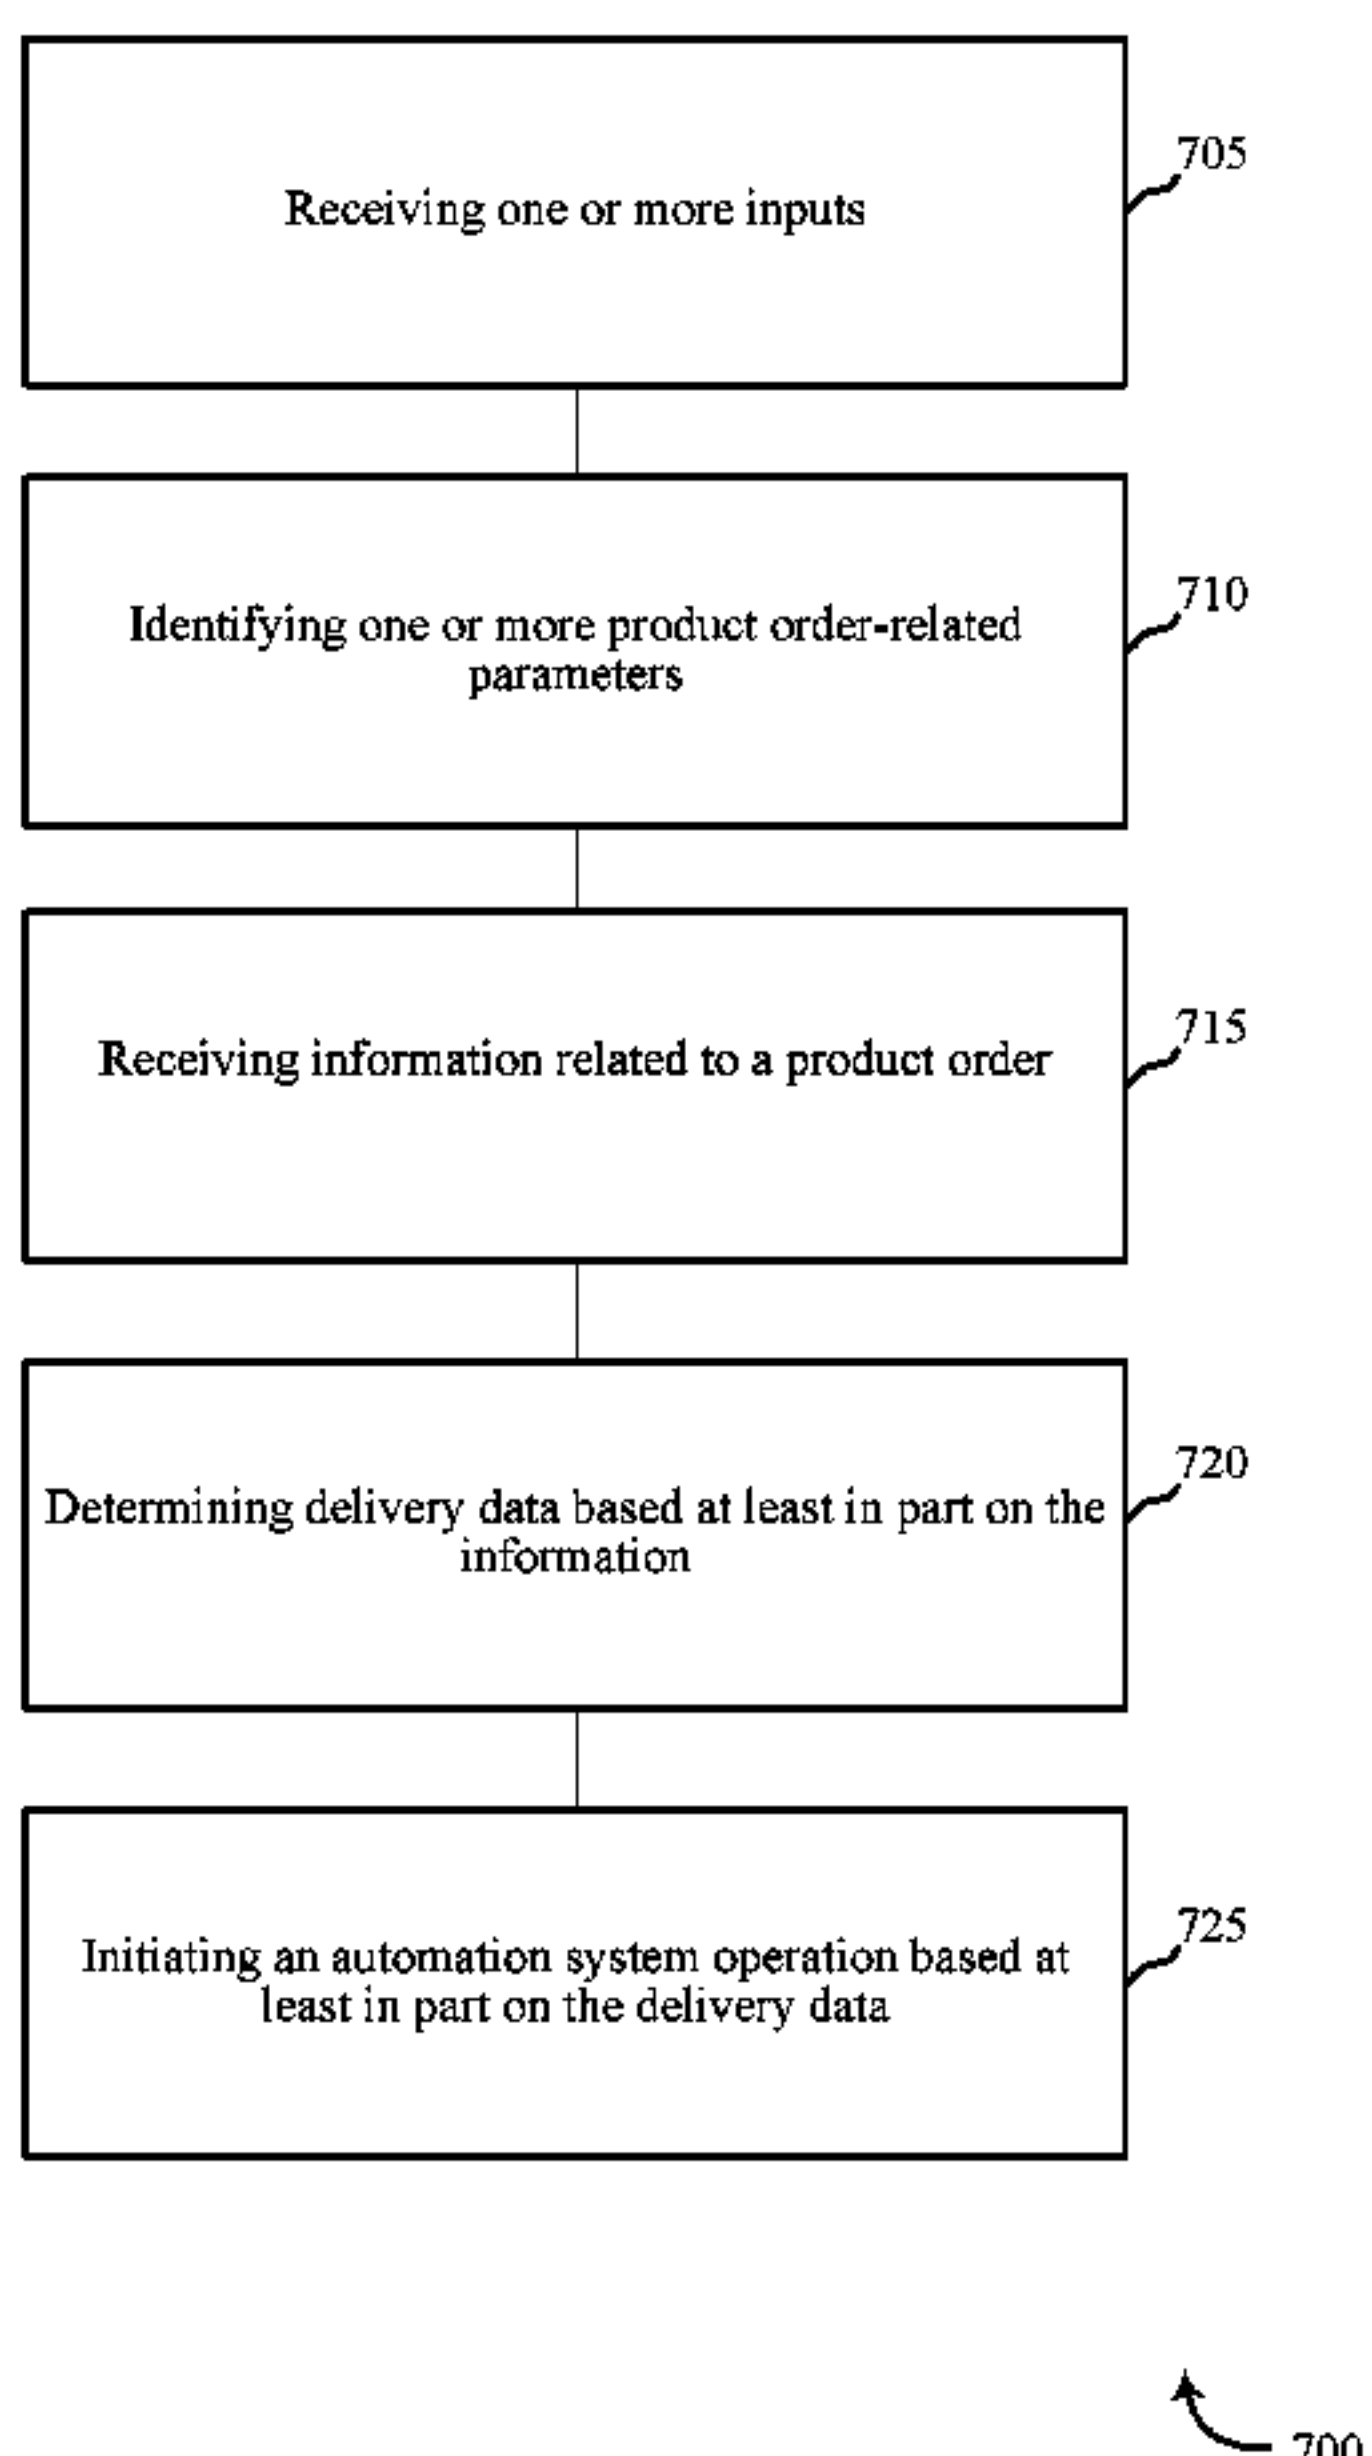 Receiving one or more inputs
705
Identifying one or more product order-related
parameters
710
Receiving information related to a product order
715
Determining delivery data based at least in part on the
information
720
Initiating an automation system operation based at
least in part on the delivery data
725
700